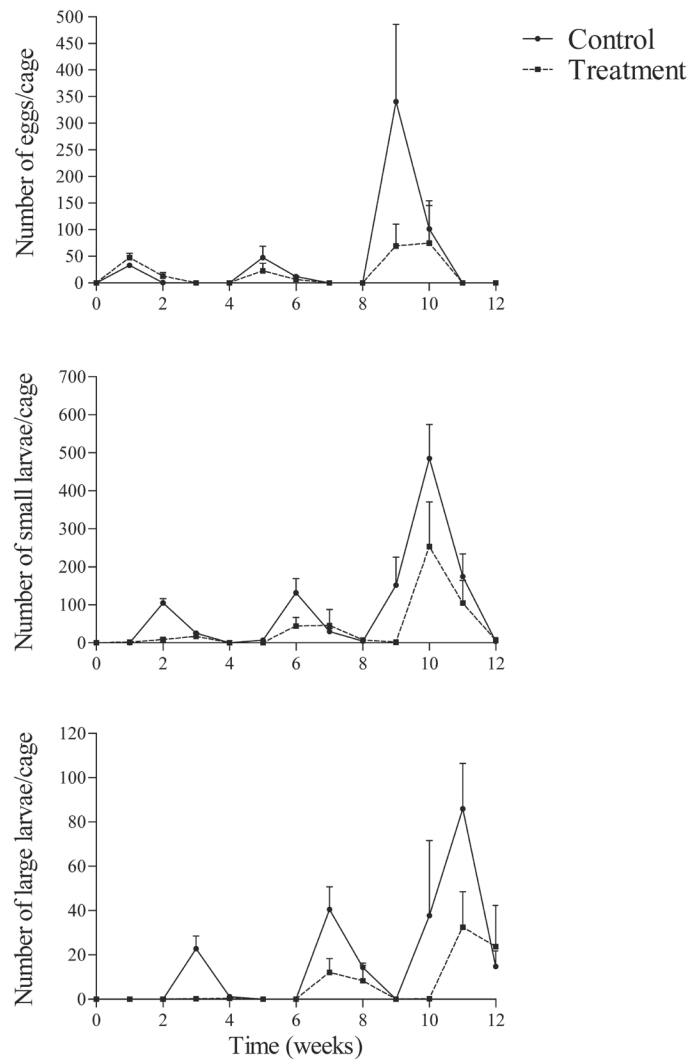 Number of eggs/cage
500
450
400
350
300
250
200
150
100
50
0
0 2 4 6 8 10 12
Control
Treatment
Number of small larvae/cage
700
600
500
400
300
200
100
0
0 2 4 6 8 10 12
Number of large larvae/cage
120
100
80
60
40
20
0
0 2 4 6 8 10 12
Time (weeks)